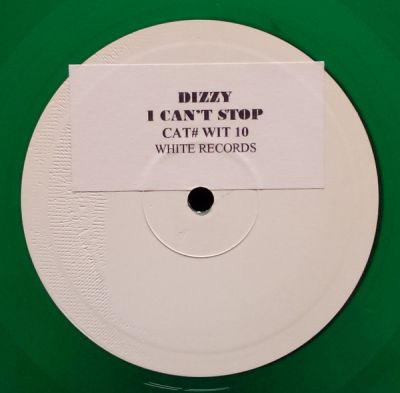 DIZZY
I CAN'T STOP
CAT# WIT 10
WHITE RECORDS